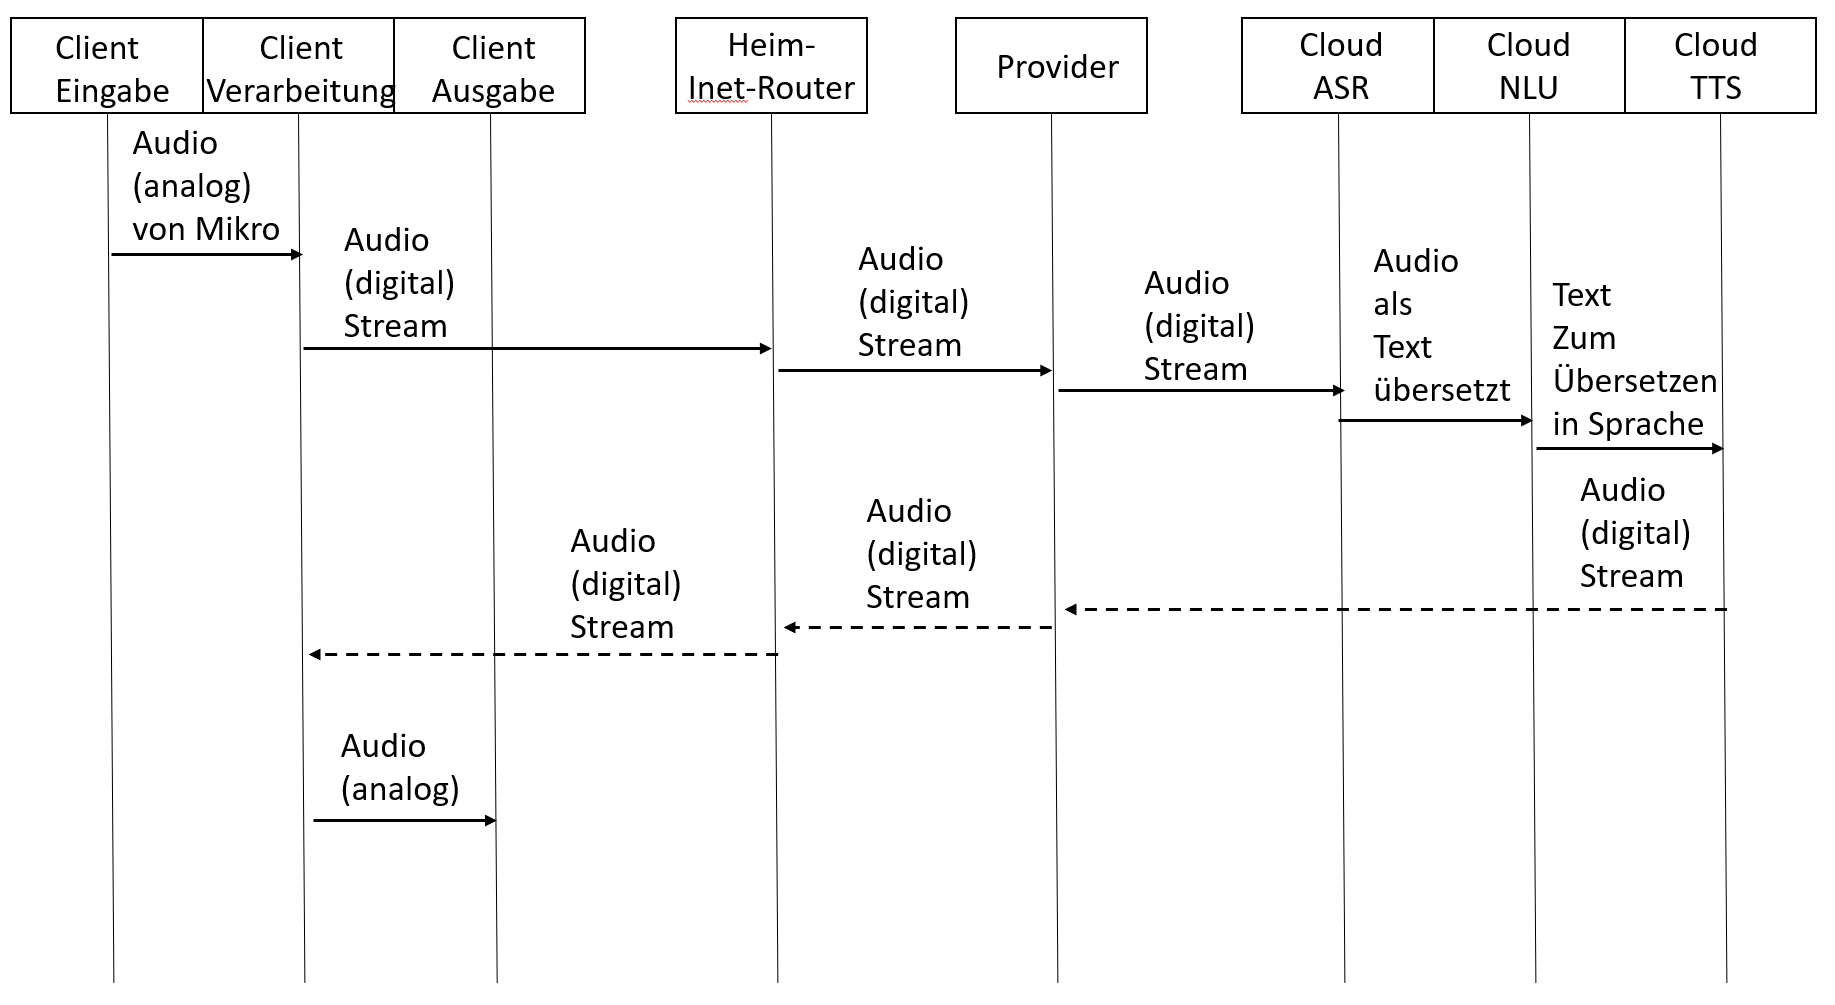 Client
Eingabe
Client
Verarbeitung
Client
Ausgabe
Heim-
Inet-Router
Provider
Cloud
ASR
Cloud
NLU
Cloud
TTS
Audio
(analog)
von Mikro
Audio
(digital)
Stream
Audio
(digital)
Stream
Audio
(digital)
Stream
Audio
als
Text
übersetzt
Text
Zum
Übersetzen
in Sprache
Audio
(digital)
Stream
Audio
(digital)
Stream
Audio
(digital)
Stream
Audio
(analog)